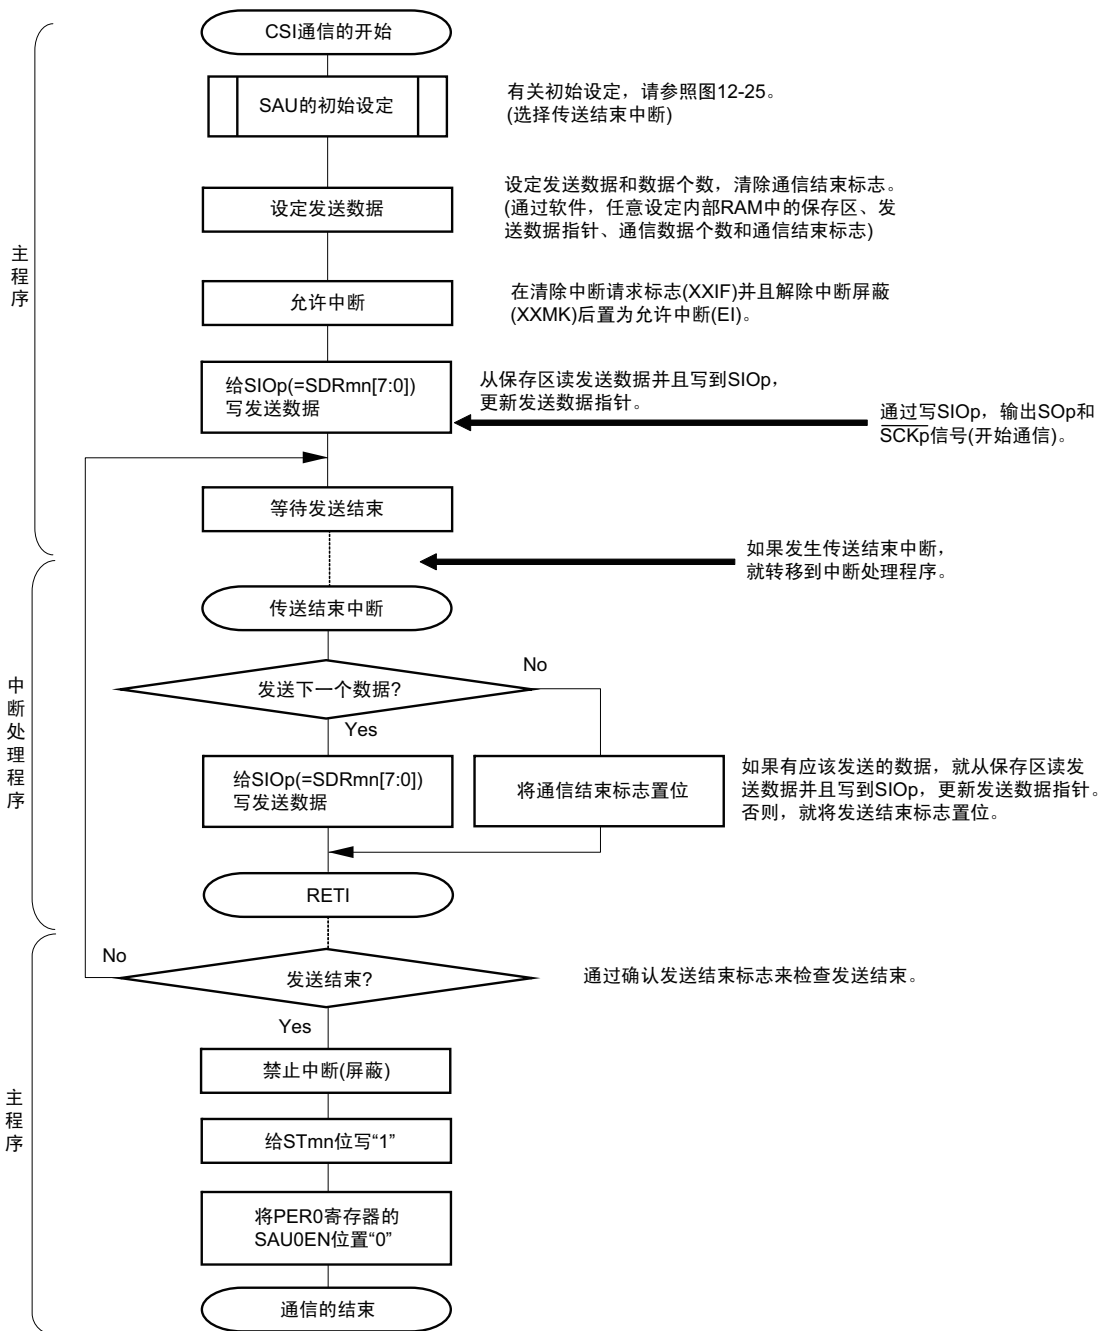 CSI通信的开始
SAU的初始设定
有关初始设定，请参照图12-25。
(选择传送结束中断)
设定发送数据
设定发送数据和数据个数，清除通信结束标志。
(通过软件，任意设定内部RAM中的保存区、发
送数据指针、通信数据个数和通信结束标志)
主程序
允许中断
在清除中断请求标志(XXIF)并且解除中断屏蔽
(XXMK)后置为允许中断(EI)。
给SIOp(=SDRmn[7:0])
写发送数据
从保存区读发送数据并且写到SIOp，
更新发送数据指针。
通过写SIOp，输出SOp和
SCKp信号(开始通信)。
等待发送结束
如果发生传送结束中断，
就转移到中断处理程序。
传送结束中断
No
发送下一个数据?
Yes
中断处理程序
给SIOp(=SDRmn[7:0])
写发送数据
将通信结束标志置位
如果有应该发送的数据，就从保存区读发
送数据并且写到SIOp，更新发送数据指针。
否则，就将发送结束标志置位。
RETI
No
发送结束?
通过确认发送结束标志来检查发送结束。
Yes
禁止中断(屏蔽)
主程序
给STmn位写“1”
将PER0寄存器的
SAU0EN位置“0”
通信的结束